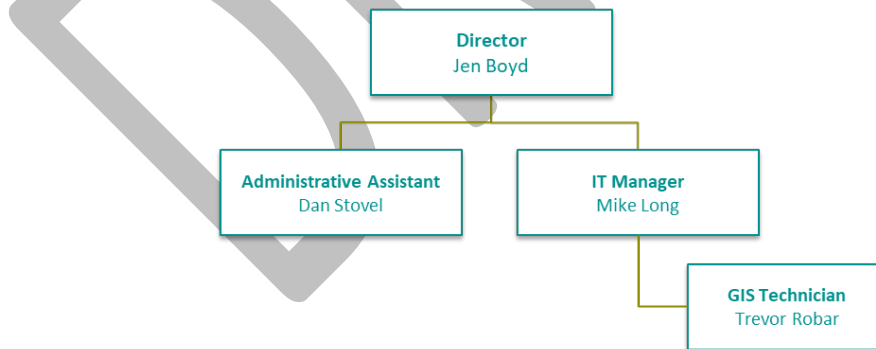 Director
Jen Boyd
Administrative Assistant
Dan Stovel
IT Manager
Mike Long
GIS Technician
Trevor Robar